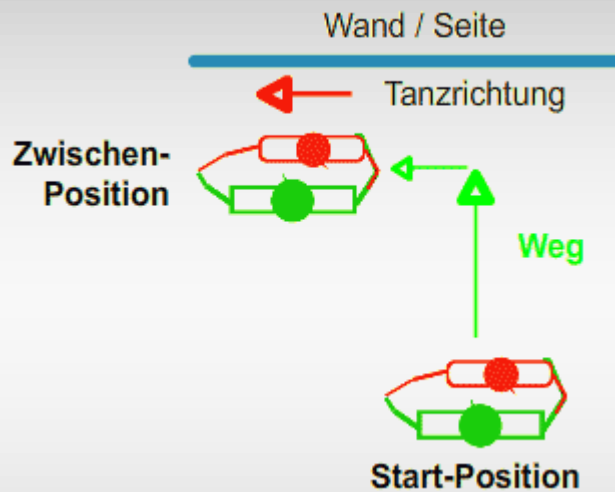 Wand / Seite
Tanzrichtung
Zwischen-
Position
Weg
Start-Position